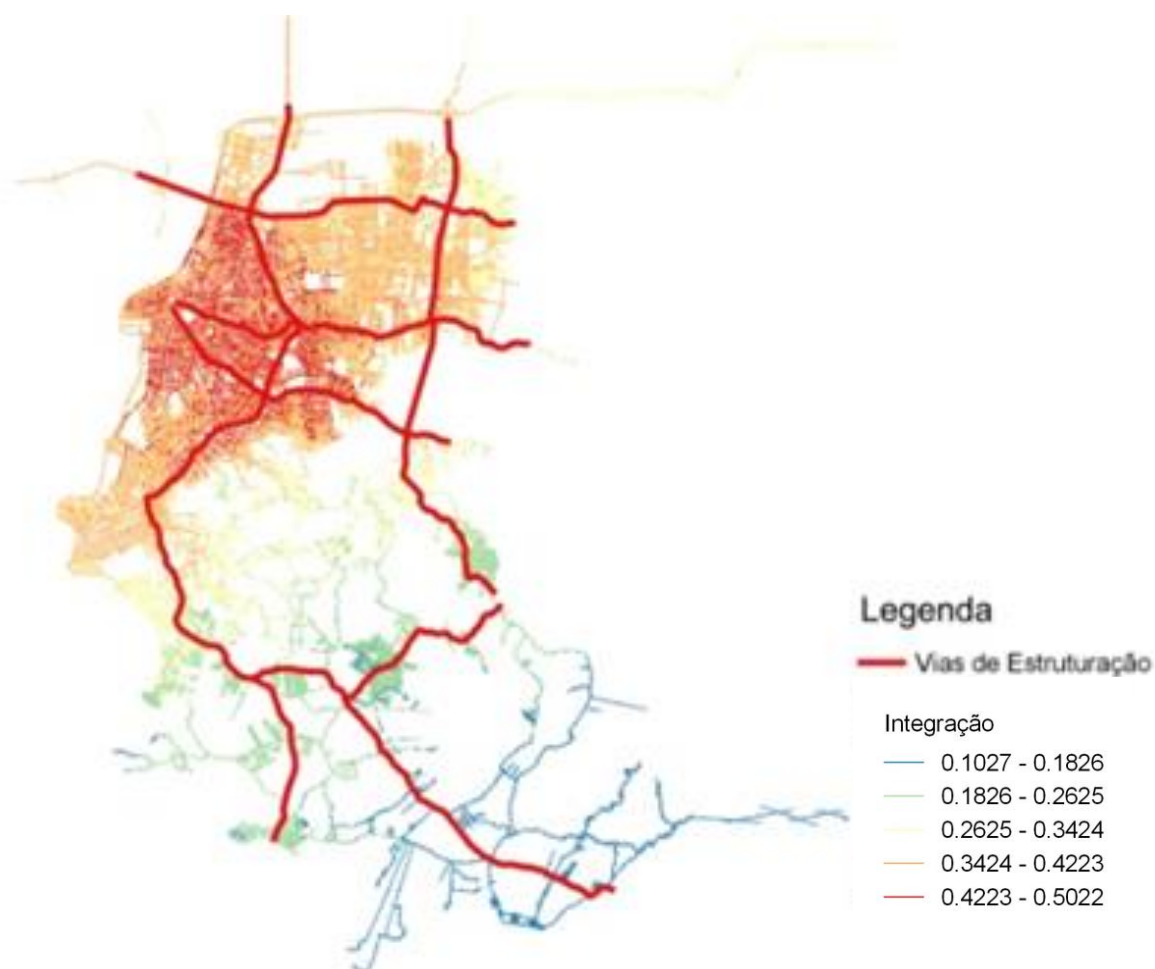 Legenda
Vias de Estruturação
Integração
0.1027 - 0.1826
0.1826 - 0.2625
0.2625 - 0.3424
0.3424 - 0.4223
0.4223 - 0.5022